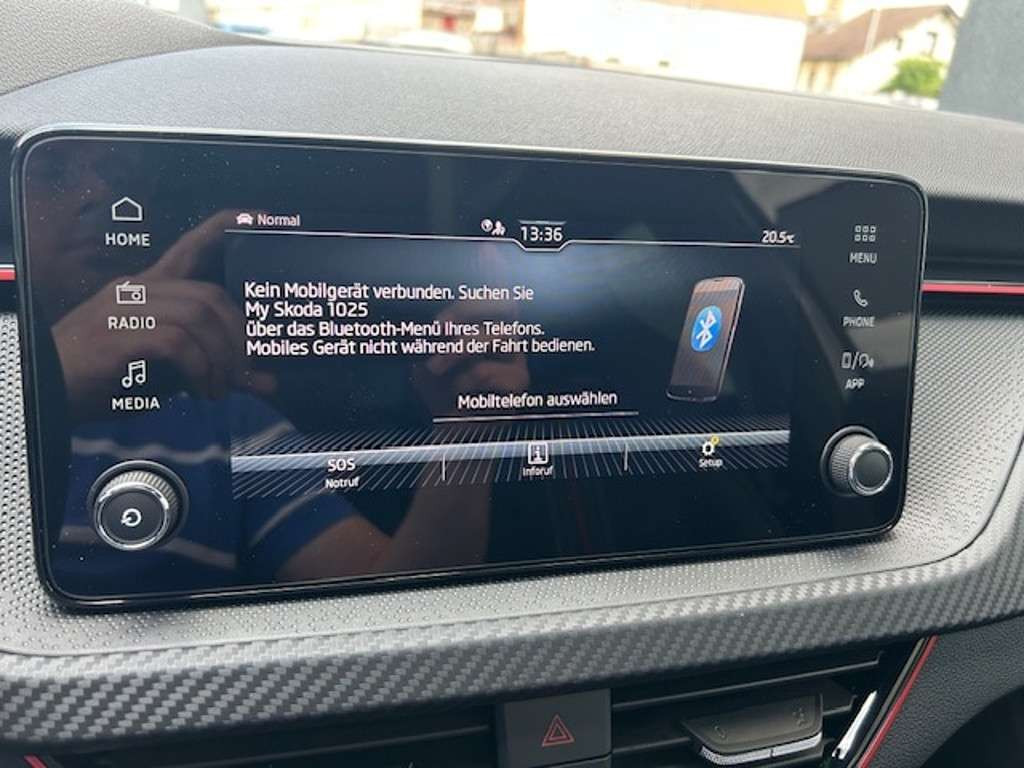 HOME
RADIO
MEDIA
Normal
13:36
20.5°C
Kein Mobilgerät verbunden. Suchen Sie
My Skoda 1025
über das Bluetooth-Menü Ihres Telefons.
Mobiles Gerät nicht während der Fahrt bedienen.
Mobiltelefon auswählen
SOS
Notruf
Inforuf
Setup
MENU
PHONE
APP